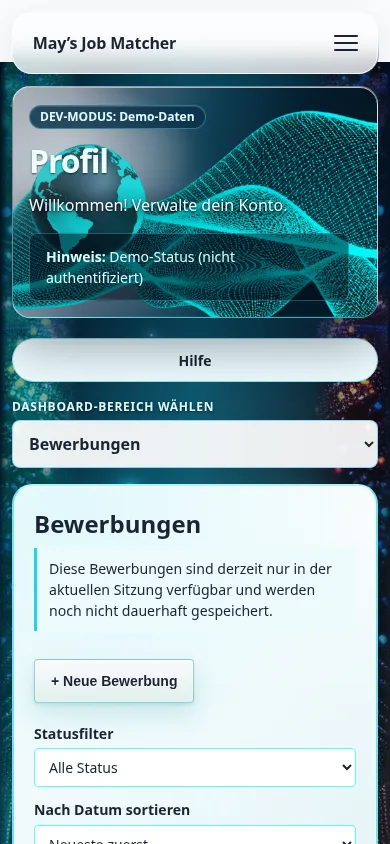 May’s Job Matcher
DEV-MODUS: Demo-Daten
Profil
Willkommen! Verwalte dein Konto.
Hinweis: Demo-Status (nicht
authentifiziert)
Hilfe
DASHBOARD-BEREICH WÄHLEN
Bewerbungen
Bewerbungen
Diese Bewerbungen sind derzeit nur in der
aktuellen Sitzung verfügbar und werden
noch nicht dauerhaft gespeichert.
+ Neue Bewerbung
Statusfilter
Alle Status
Nach Datum sortieren
Neueste zuerst